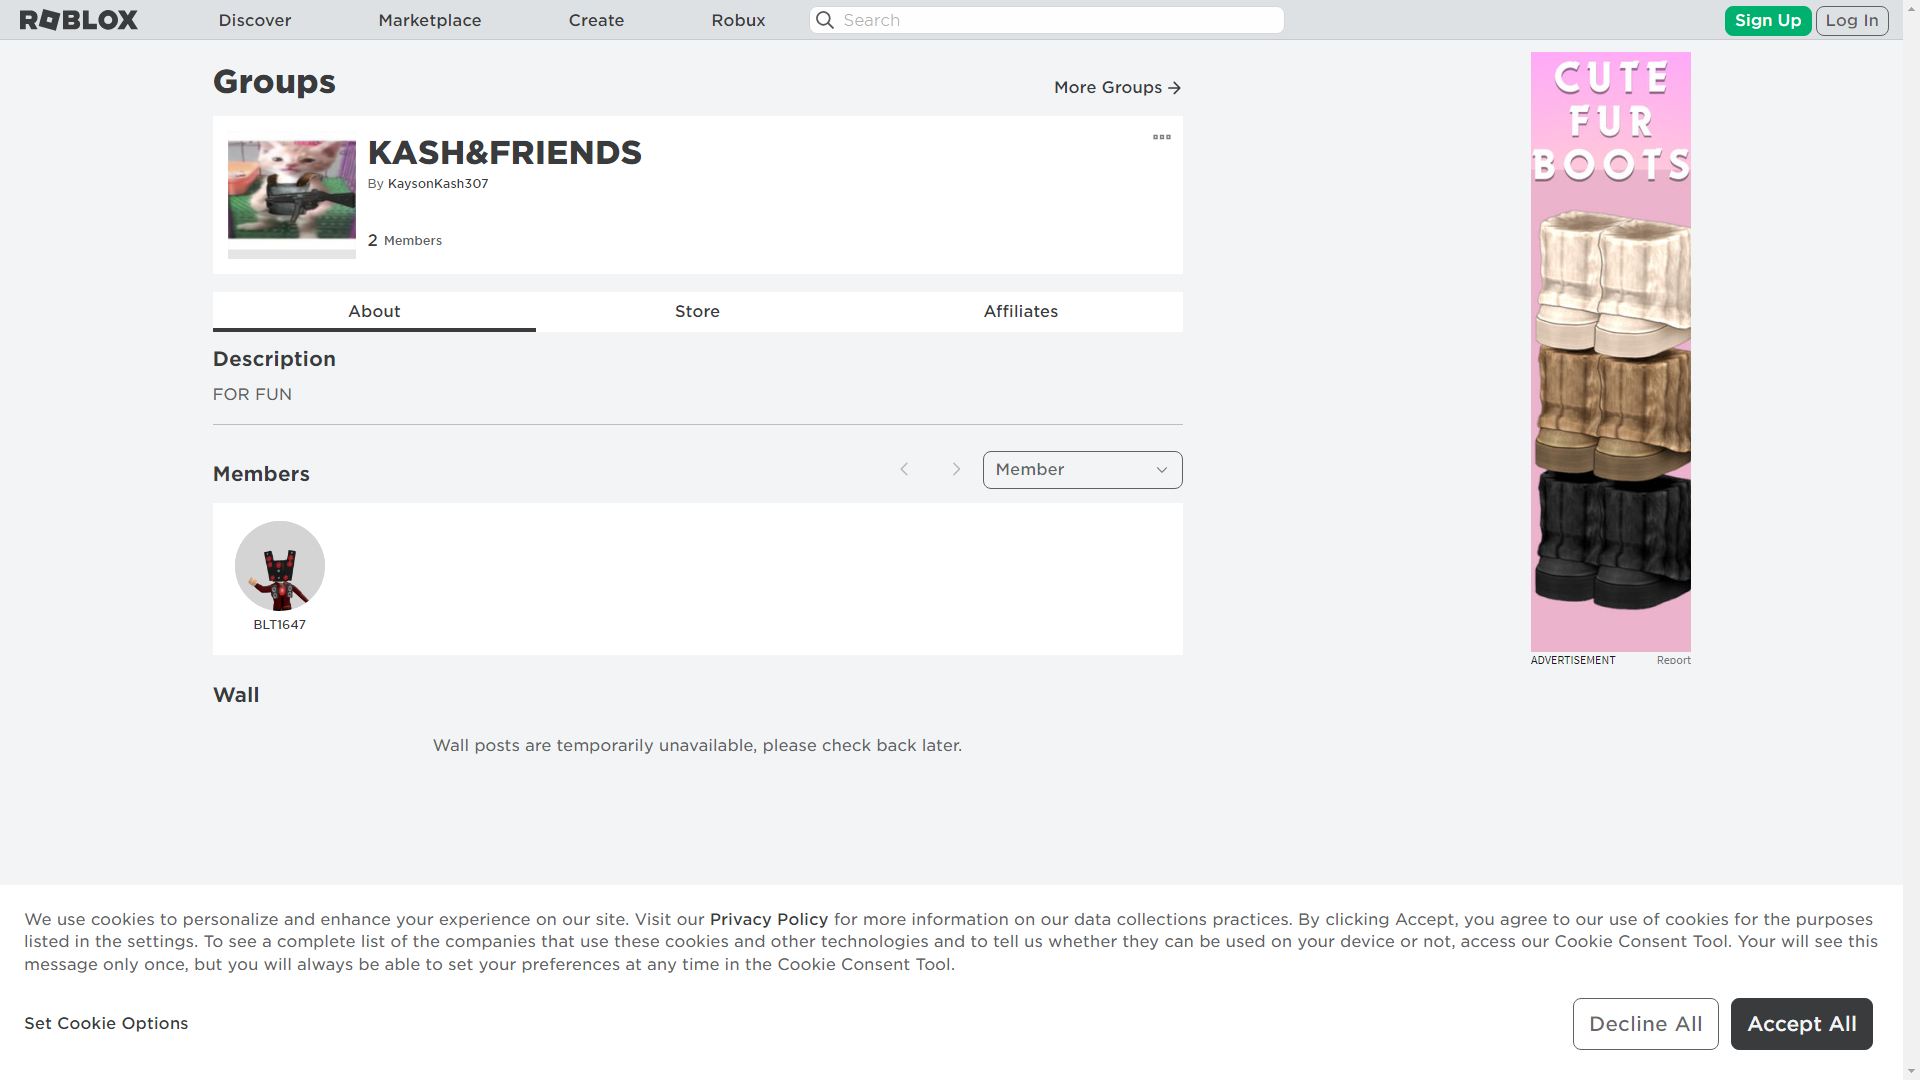 ROBLOX
Discover
Marketplace
Create
Robux
Search
Sign Up
Log In
Groups
More Groups
KASH&FRIENDS
By KaysonKash307
2 Members
About
Store
Affiliates
Description
FOR FUN
Members
Member
BLT1647
Wall
Wall posts are temporarily unavailable, please check back later.
CUTE
FUR
BOOTS
ADVERTISEMENT
Report
We use cookies to personalize and enhance your experience on our site. Visit our Privacy Policy for more information on our data collections practices. By clicking Accept, you agree to our use of cookies for the purposes
listed in the settings. To see a complete list of the companies that use these cookies and other technologies and to tell us whether they can be used on your device or not, access our Cookie Consent Tool. Your will see this
message only once, but you will always be able to set your preferences at any time in the Cookie Consent Tool.
Set Cookie Options
Decline All
Accept All